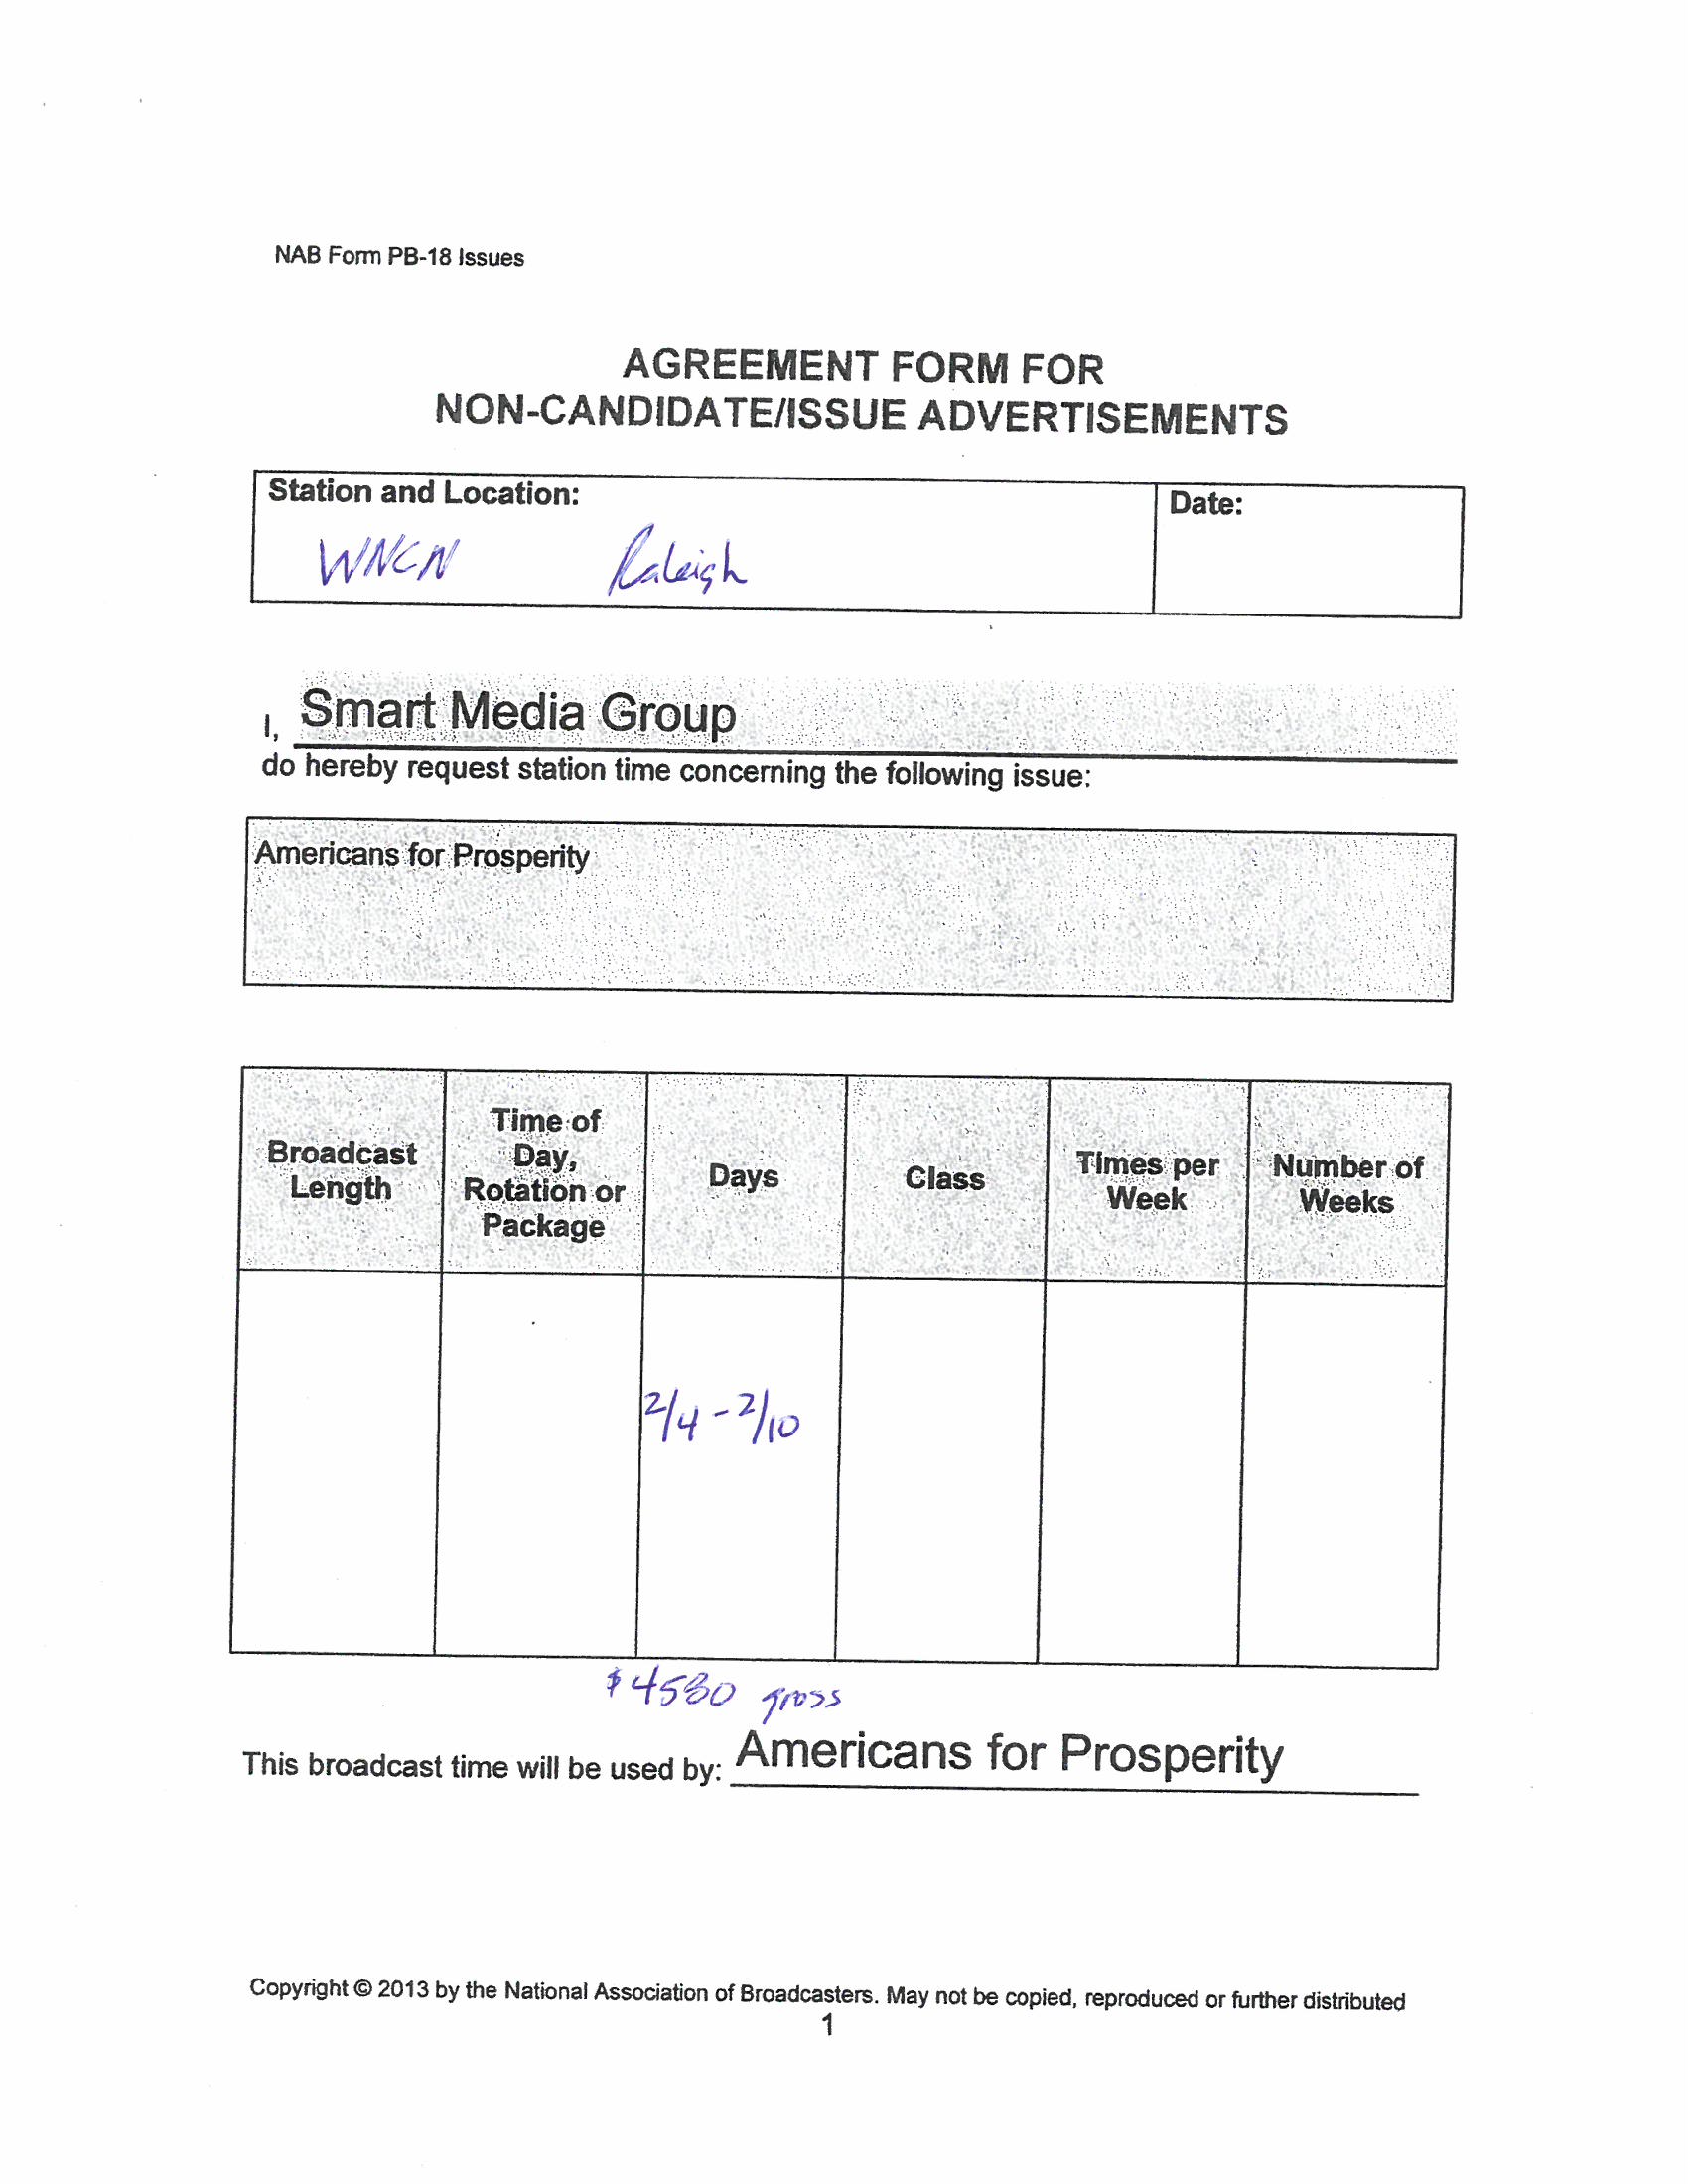 NAB Form PB-18 Issues
AGREEMENT FORM FOR
NON-CANDIDATE/ISSUE ADVERTISEMENTS
Station and Location:
Date:
WNCN Raleigh
I, Smart Media Group
do hereby request station time concerning the following issue:
Americans for Prosperity
Broadcast Length
Time of Day, Rotation or Package
Days
Class
Times per Week
Number of Weeks
2/4 - 2/10
$4580 gross
This broadcast time will be used by: Americans for Prosperity
Copyright © 2013 by the National Association of Broadcasters. May not be copied, reproduced or further distributed
1